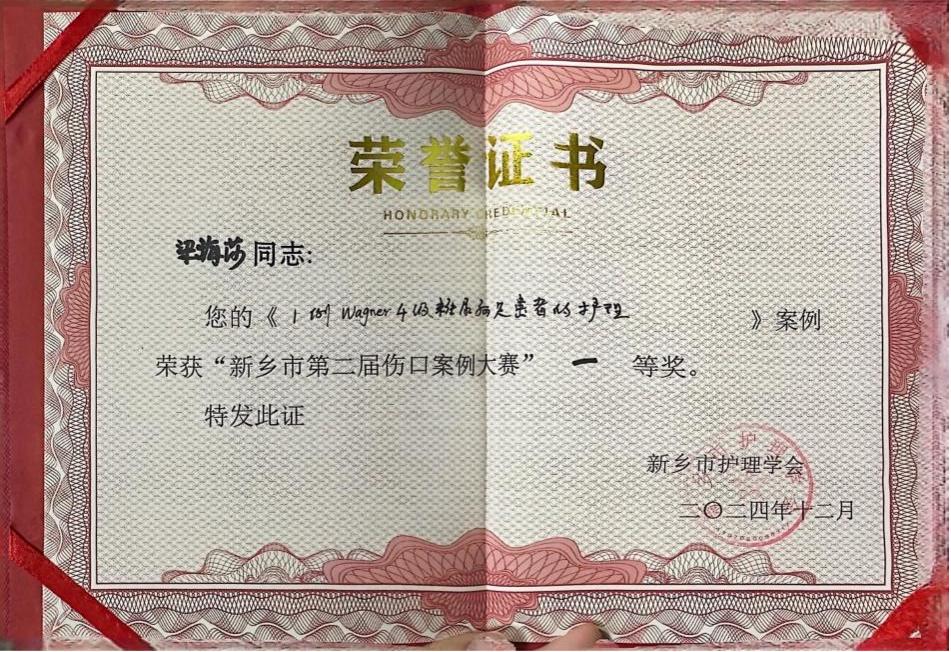 荣誉证书
HONORARY CREDENTIAL
梁海莎同志:
您的《1例Wagner 4级糖尿病足患者的护理》案例
荣获“新乡市第二届伤口案例大赛” 一 等奖。
特发此证
新乡市护理学会
二〇二四年十二月